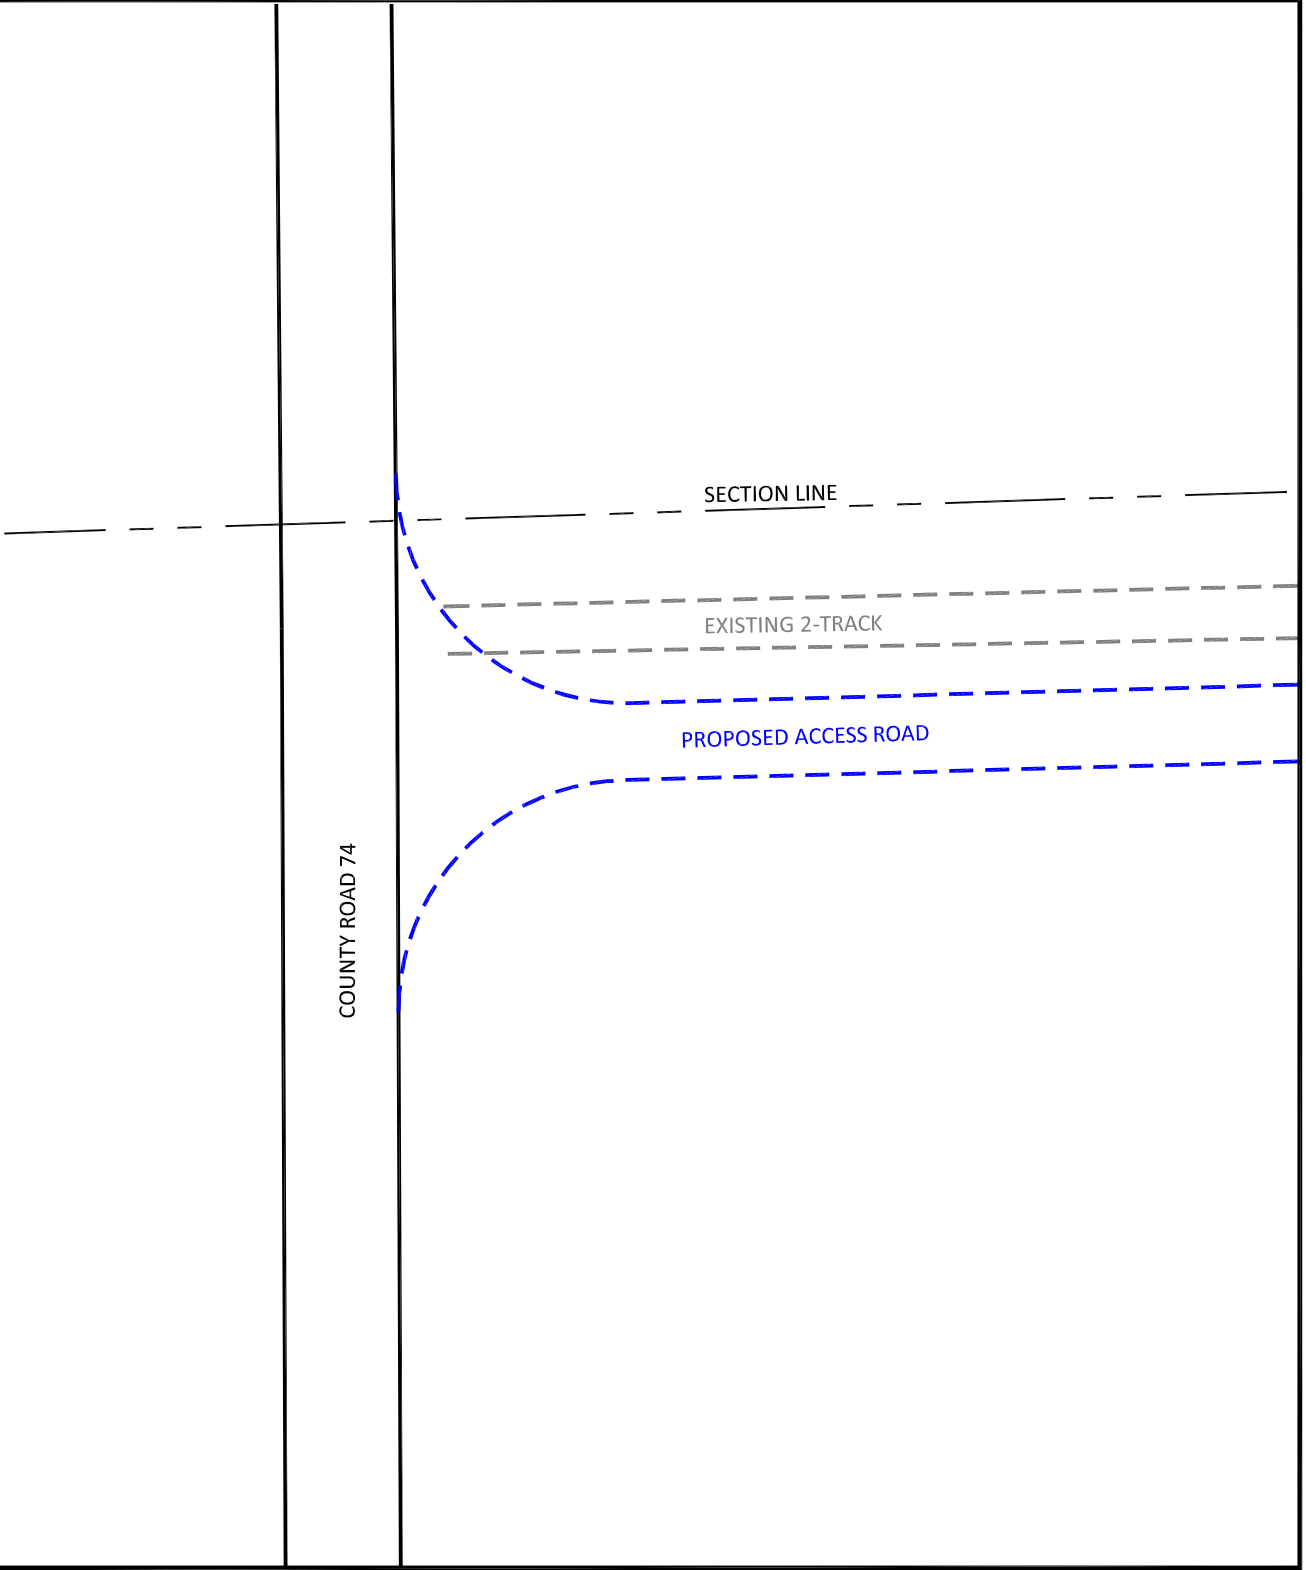 SECTION LINE
EXISTING 2-TRACK
PROPOSED ACCESS ROAD
COUNTY ROAD 74